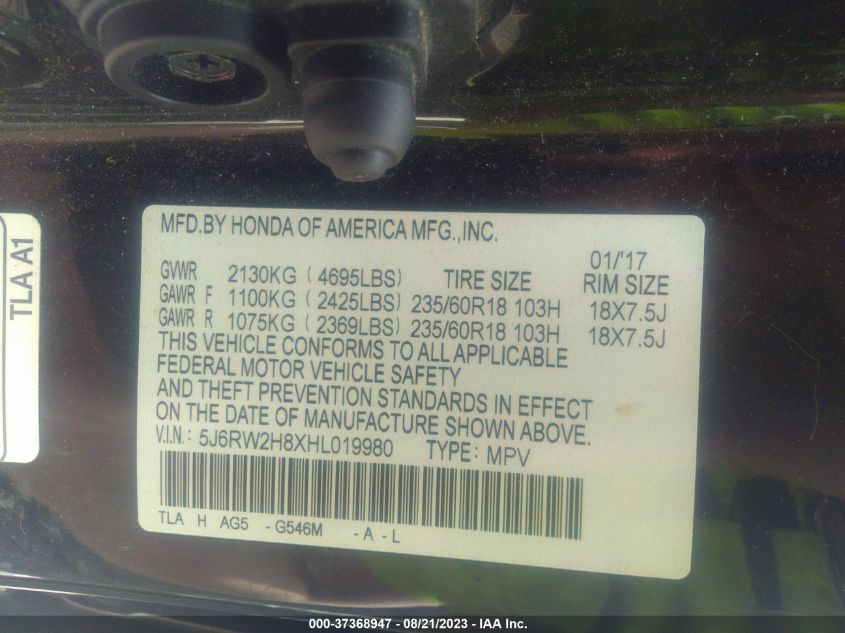 MFD.BY HONDA OF AMERICA MFG.,INC.
01/'17
GVWR 2130KG ( 4695LBS) TIRE SIZE RIM SIZE
GAWR F 1100KG ( 2425LBS) 235/60R18 103H 18X7.5J
GAWR R 1075KG ( 2369LBS) 235/60R18 103H 18X7.5J
THIS VEHICLE CONFORMS TO ALL APPLICABLE
FEDERAL MOTOR VEHICLE SAFETY
AND THEFT PREVENTION STANDARDS IN EFFECT
ON THE DATE OF MANUFACTURE SHOWN ABOVE.
V.I.N.: 5J6RW2H8XHL019980 TYPE: MPV
TLA H AG5 -G546M -A-L
TLA A1
000-37368947 - 08/21/2023 - IAA Inc.